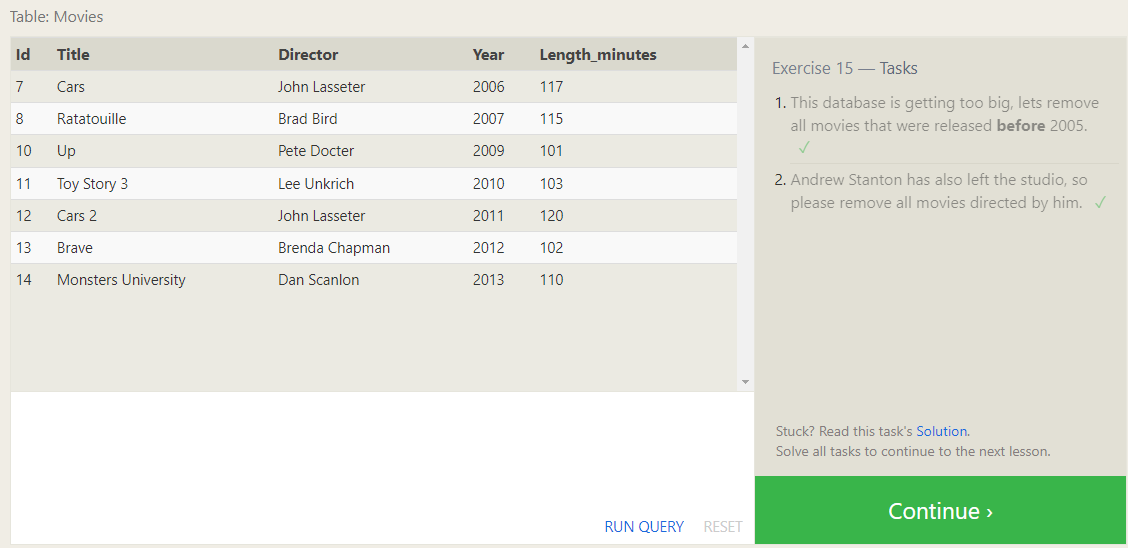 Table: Movies
Id Title Director Year Length_minutes
7 Cars John Lasseter 2006 117
8 Ratatouille Brad Bird 2007 115
10 Up Pete Docter 2009 101
11 Toy Story 3 Lee Unkrich 2010 103
12 Cars 2 John Lasseter 2011 120
13 Brave Brenda Chapman 2012 102
14 Monsters University Dan Scanlon 2013 110
RUN QUERY RESET
Exercise 15 — Tasks
1. This database is getting too big, lets remove
all movies that were released before 2005.
✓
2. Andrew Stanton has also left the studio, so
please remove all movies directed by him. ✓
Stuck? Read this task's Solution.
Solve all tasks to continue to the next lesson.
Continue ›